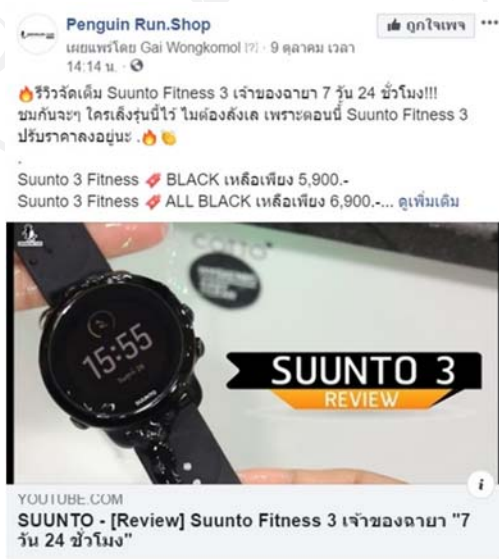 Penguin Run.Shop
ถูกใจเพจ
เผยแพร่โดย Gai Wongkomol [?] · 9 ตุลาคม เวลา
14:14 น. ·
🔥รีวิวจัดเต็ม Suunto Fitness 3 เจ้าของฉายา 7 วัน 24 ชั่วโมง!!!
ชมกันจะๆ ใครเล็งรุ่นนี้ไว้ ไม่ต้องลังเล เพราะตอนนี้ Suunto Fitness 3
ปรับราคาลงอยู่นะ .🔥👏
.
Suunto 3 Fitness 🚀 BLACK เหลือเพียง 5,900.-
Suunto 3 Fitness 🚀 ALL BLACK เหลือเพียง 6,900.-... ดูเพิ่มเติม
COTTO
15:55
SUUNTO
SUUNTO 3
REVIEW
YOUTUBE.COM
SUUNTO - [Review] Suunto Fitness 3 เจ้าของฉายา "7
วัน 24 ชั่วโมง"